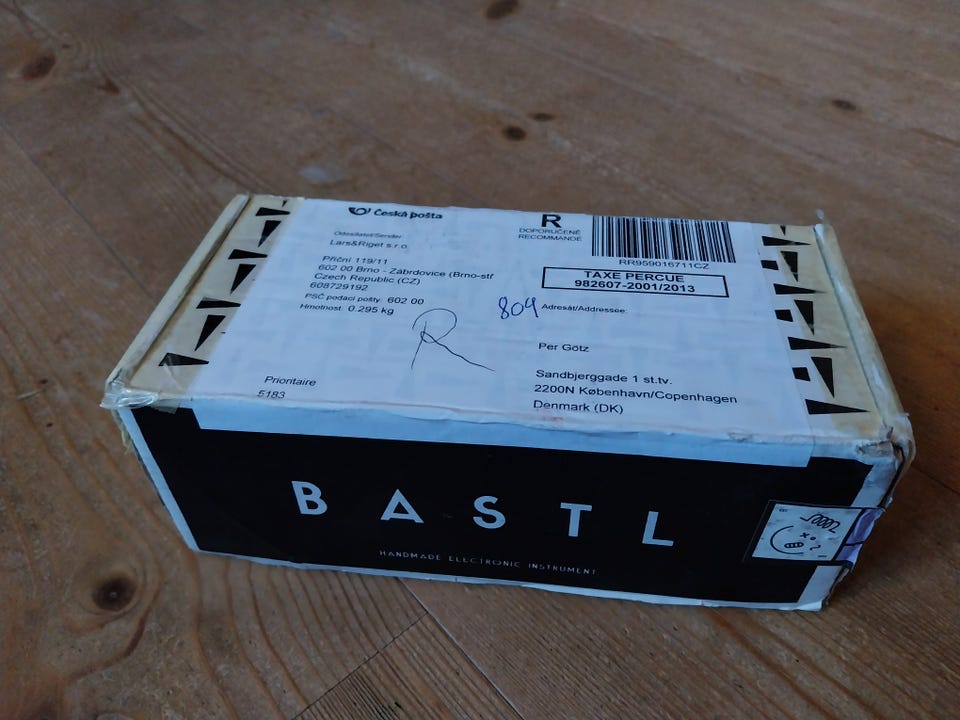 Česká pošta
Odesílatel/Sender
Lars&Riget s.r.o.
Příční 119/11
602 00 Brno - Zábrdovice (Brno-stř
Czech Republic (CZ)
608729192
PSČ podací pošty: 602 00
Hmotnost: 0.295 kg
Prioritaire
5183
R
DOPORUČENĚ
RECOMMANDÉ
RR959016711CZ
TAXE PERCUE
982607-2001/2013
809
Adresát/Addressee:
R
Per Götz
Sandbjerggade 1 st.tv.
2200N København/Copenhagen
Denmark (DK)
BASTL
HANDMADE ELECTRONIC INSTRUMENT